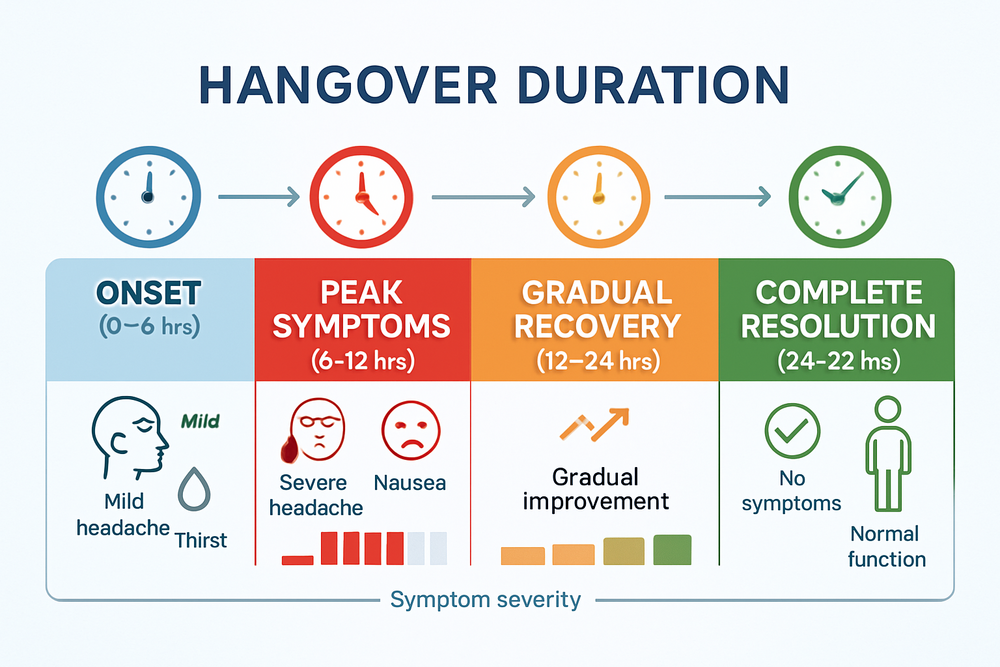 HANGOVER DURATION
ONSET
(0–6 hrs)
PEAK
SYMPTOMS
(6-12 hrs)
GRADUAL
RECOVERY
(12–24 hrs)
COMPLETE
RESOLUTION
(24-22 ms)
Mild
Mild
headache
Thirst
Severe
headache
Nausea
Gradual
improvement
No
symptoms
Normal
function
Symptom severity